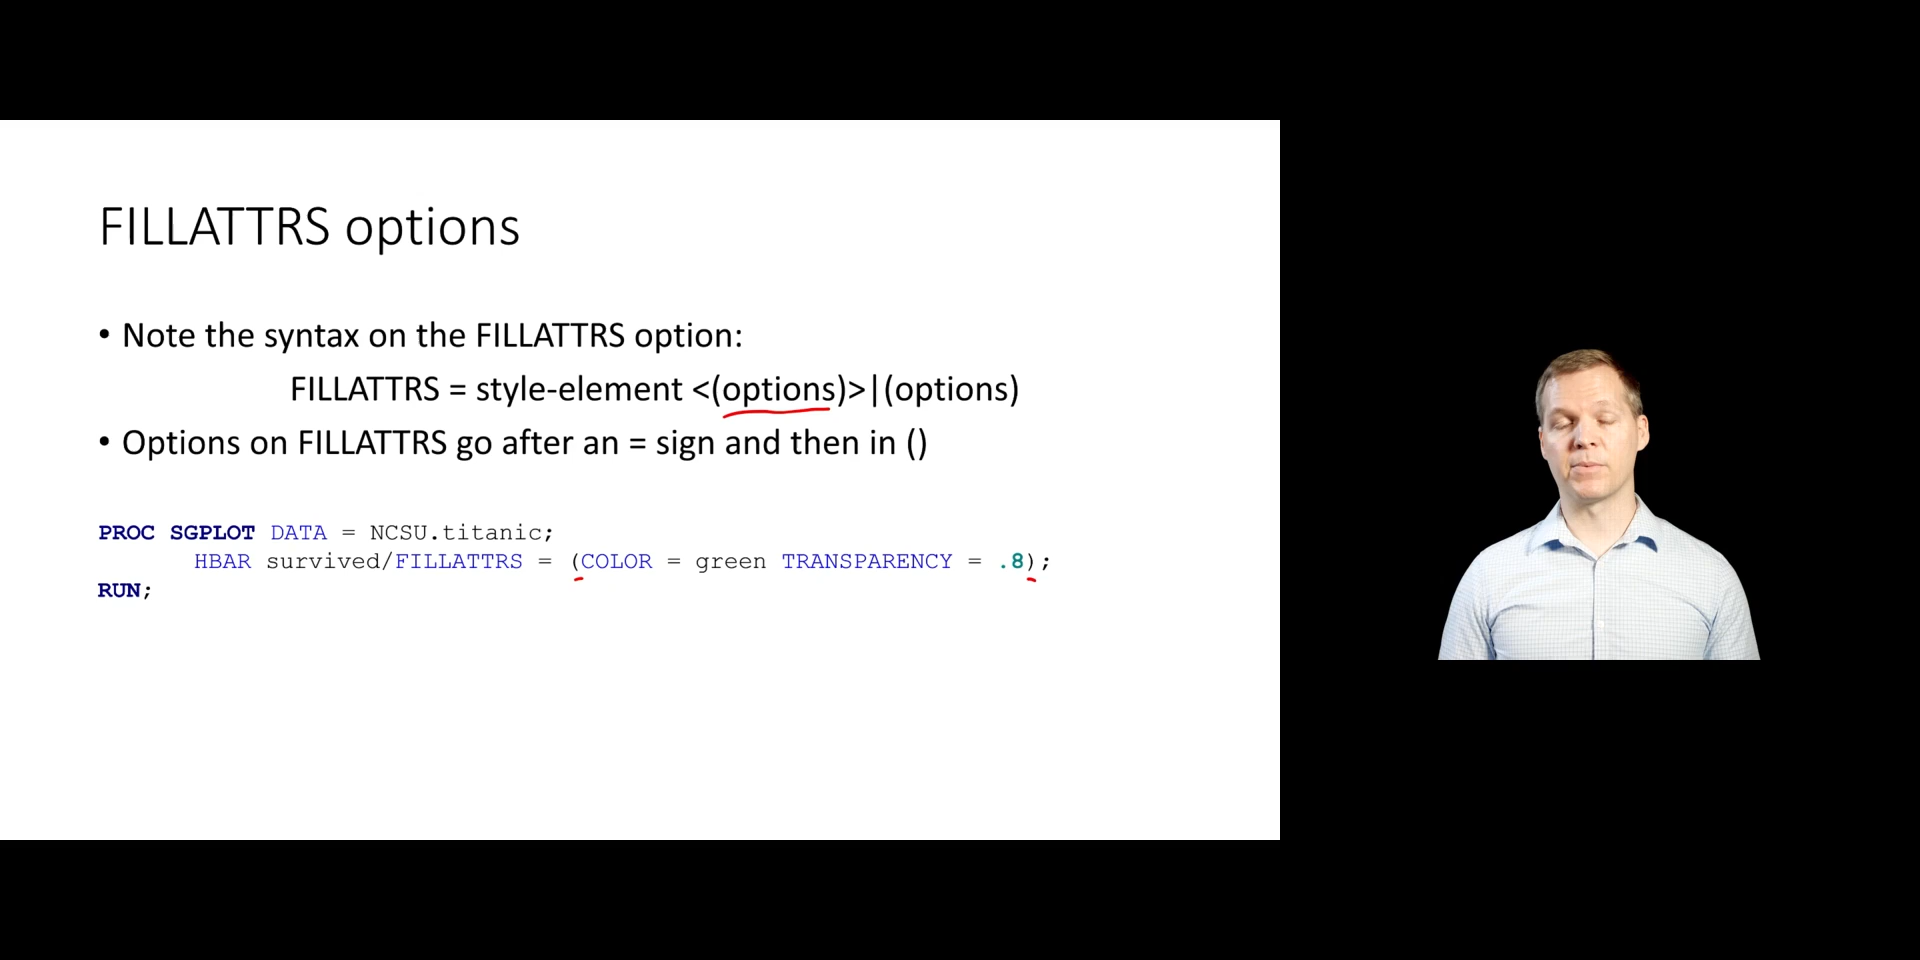 FILLATTRS options
• Note the syntax on the FILLATTRS option:
FILLATTRS = style-element <(options)>|(options)
• Options on FILLATTRS go after an = sign and then in ()
PROC SGPLOT DATA = NCSU.titanic;
HBAR survived/FILLATTRS = (COLOR = green TRANSPARENCY = .8);
RUN;